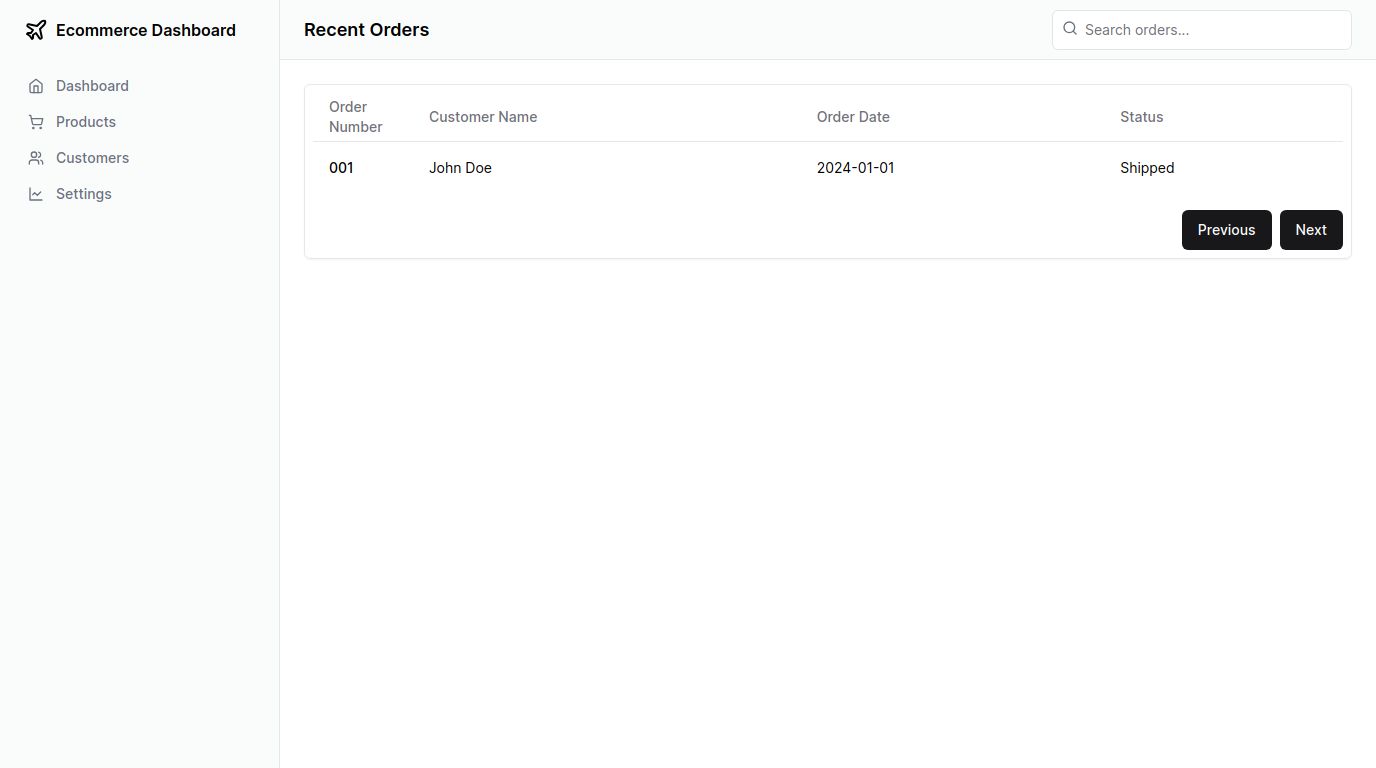 Ecommerce Dashboard
Dashboard
Products
Customers
Settings
Recent Orders
Search orders...
Order
Number
Customer Name
Order Date
Status
001
John Doe
2024-01-01
Shipped
Previous
Next